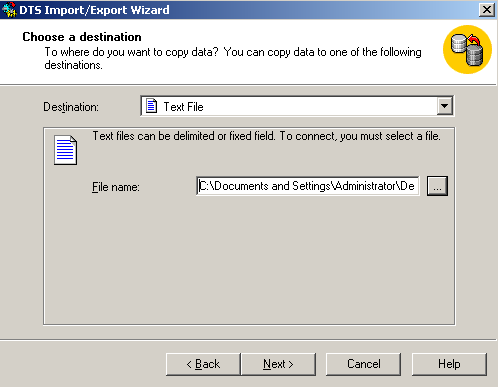 DTS Import/Export Wizard
Choose a destination
To where do you want to copy data? You can copy data to one of the following
destinations.
Destination:
Text File
Text files can be delimited or fixed field. To connect, you must select a file.
File name:
C:\Documents and Settings\Administrator\De
...
< Back
Next >
Cancel
Help